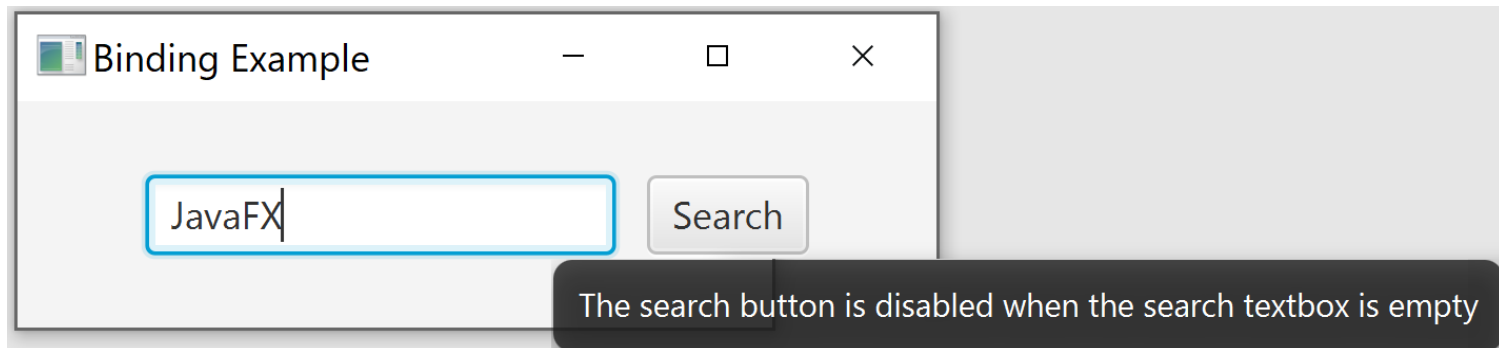 Binding Example
JavaFX
Search
The search button is disabled when the search textbox is empty